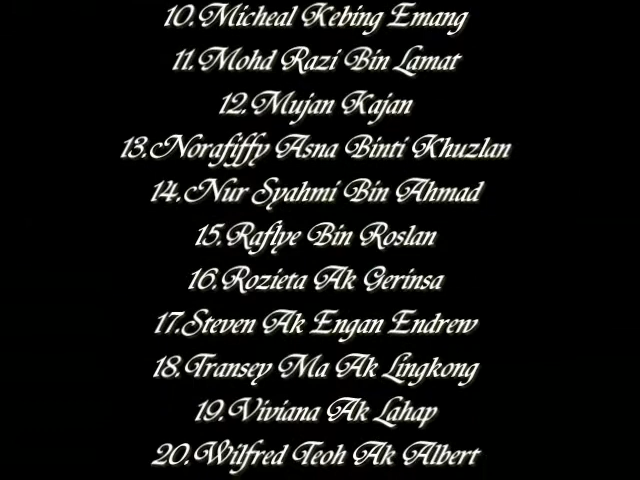 10. Micheal Kebing Emang
11. Mohd Razi Bin Lamat
12. Mujan Kajan
13. Norafiffy Asna Binti Khuzlan
14. Nur Syahmi Bin Ahmad
15. Raflye Bin Roslan
16. Rozieta Ak Gerinsa
17. Steven Ak Engan Endrew
18. Transey Ma Ak Lingkong
19. Viviana Ak Lahap
20. Wilfred Teoh Ak Albert